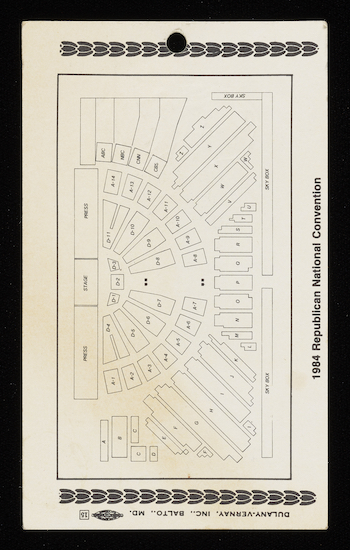 1984 Republican National Convention
SKY BOX
SKY BOX
SKY BOX
ABC
NBC
CNN
CBS
PRESS
STAGE
PRESS
A-14
A-13
A-12
A-11
A-10
A-9
A-8
A-7
A-6
A-5
A-4
A-3
A-2
A-1
D-11
D-10
D-9
D-8
D-7
D-6
D-5
D-4
D-3
D-2
D-1
Z
Y
X
W
V
U
T
S
R
Q
P
O
N
M
L
K
J
I
H
G
F
E
A
B
C
C
D
DULANY-VERNAY, INC., BALTO., MD.